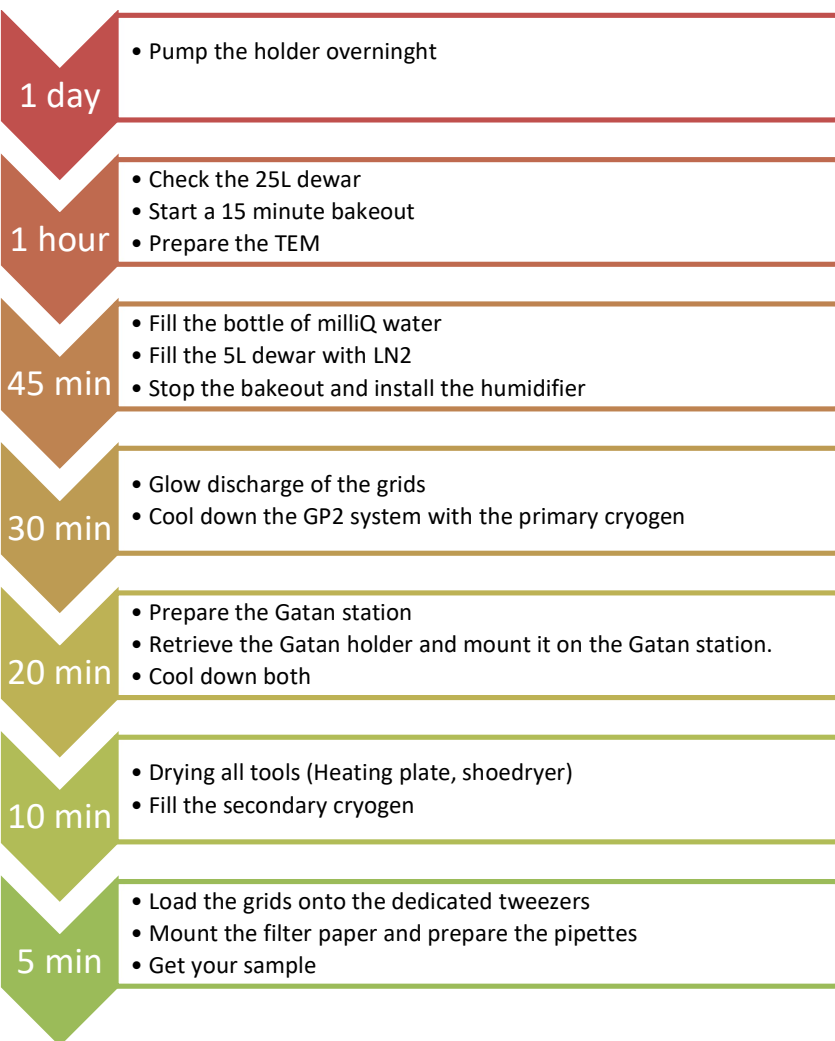 1 day
• Pump the holder overninght
1 hour
• Check the 25L dewar
• Start a 15 minute bakeout
• Prepare the TEM
45 min
• Fill the bottle of milliQ water
• Fill the 5L dewar with LN2
• Stop the bakeout and install the humidifier
30 min
• Glow discharge of the grids
• Cool down the GP2 system with the primary cryogen
20 min
• Prepare the Gatan station
• Retrieve the Gatan holder and mount it on the Gatan station.
• Cool down both
10 min
• Drying all tools (Heating plate, shoedryer)
• Fill the secondary cryogen
5 min
• Load the grids onto the dedicated tweezers
• Mount the filter paper and prepare the pipettes
• Get your sample